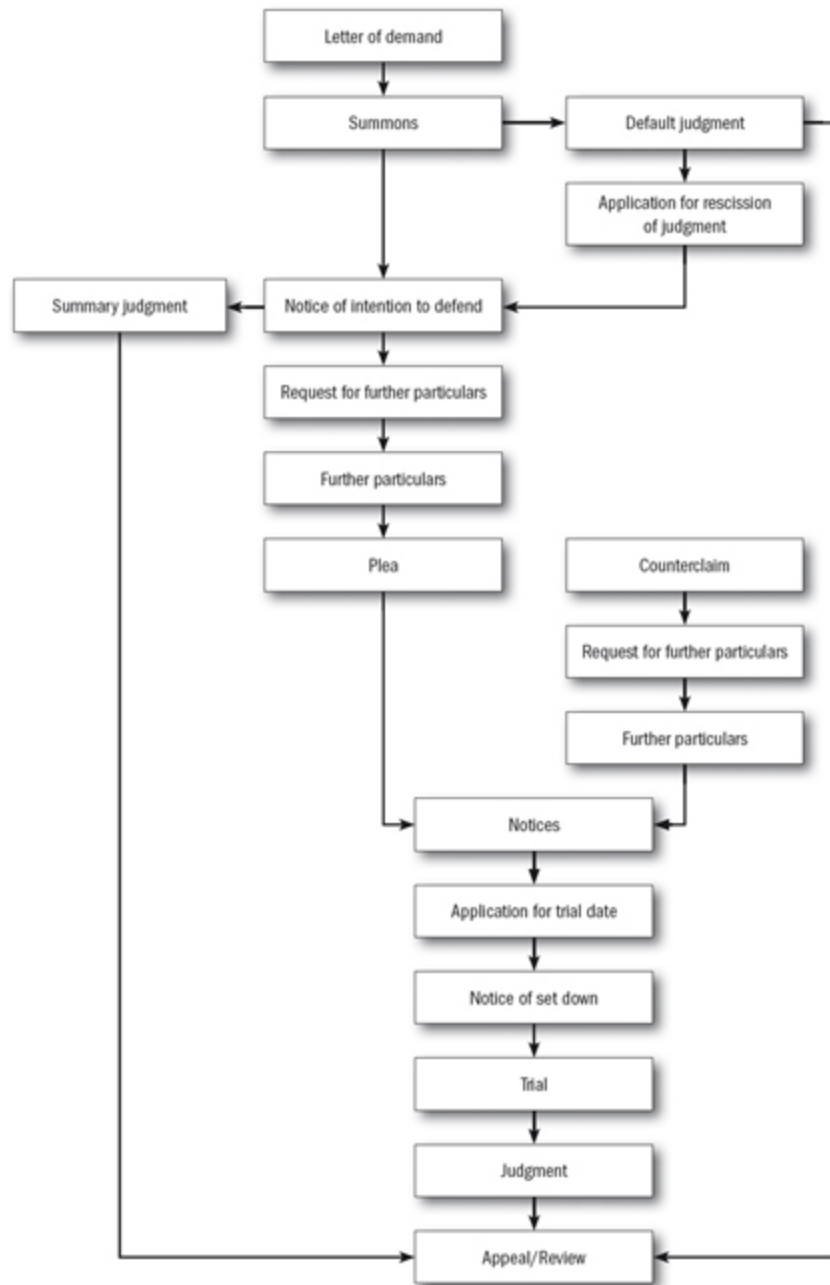 Letter of demand
Summons
Default judgment
Application for rescission
of judgment
Summary judgment
Notice of intention to defend
Request for further particulars
Further particulars
Plea
Counterclaim
Request for further particulars
Further particulars
Notices
Application for trial date
Notice of set down
Trial
Judgment
Appeal/Review